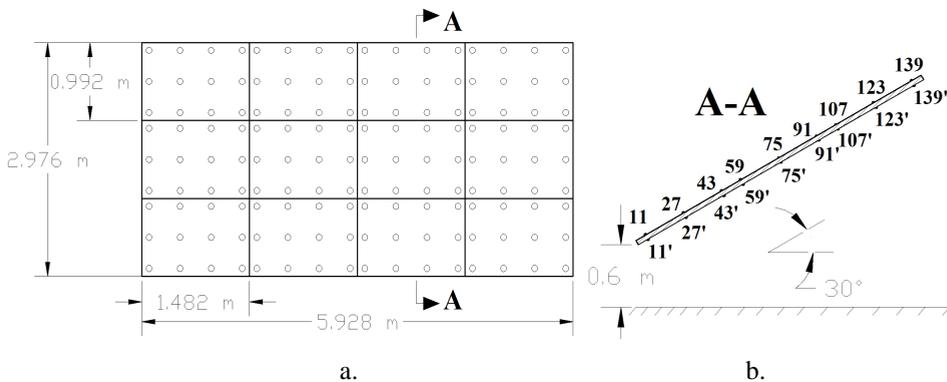 A
0.992 m
2.976 m
A
1.482 m
5.928 m
a.
A-A
139
123
139'
107
123'
91
107'
75
91'
59
75'
43
59'
27
43'
11
27'
11'
0.6 m
30°
b.